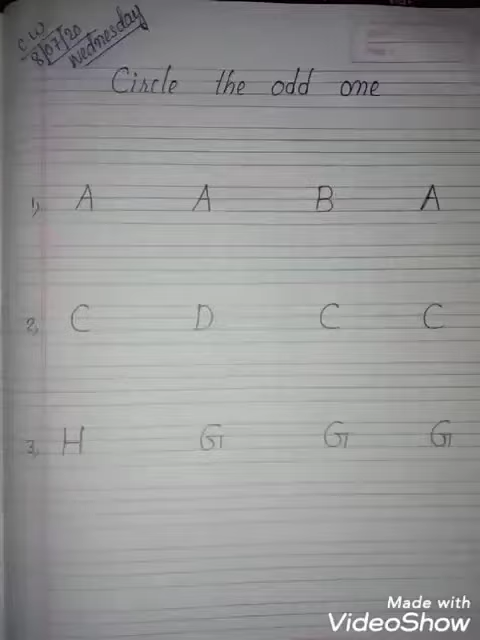 C.W
8/07/20
Wednesday
Circle the odd one
1, A A B A
2, C D C C
3, H G G G
Made with
VideoShow